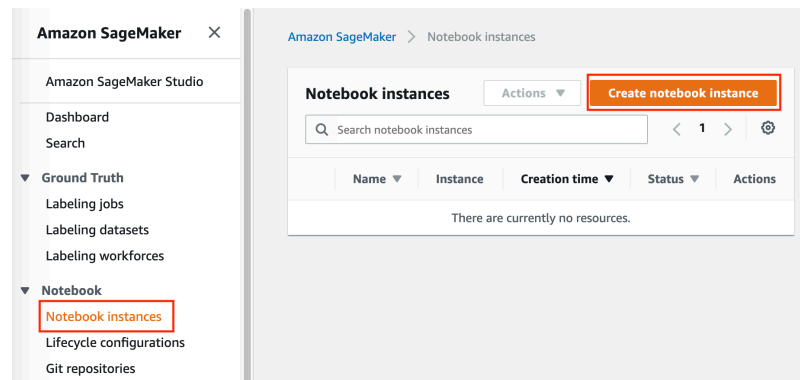 Amazon SageMaker
Amazon SageMaker Studio
Dashboard
Search
Ground Truth
Labeling jobs
Labeling datasets
Labeling workforces
Notebook
Notebook instances
Lifecycle configurations
Git repositories
Amazon SageMaker > Notebook instances
Notebook instances Actions Create notebook instance
Search notebook instances 1
Name Instance Creation time Status Actions
There are currently no resources.